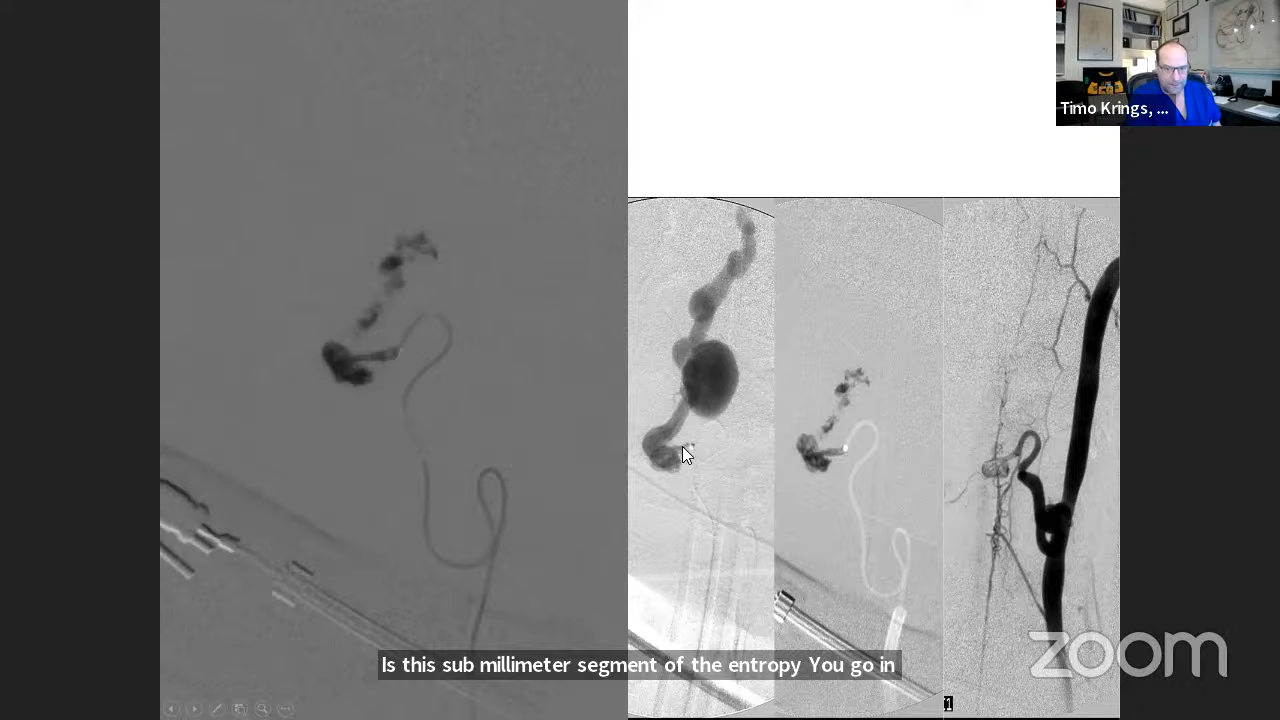 Timo Krings, ...
Is this sub millimeter segment of the entropy You go in
zoom
1